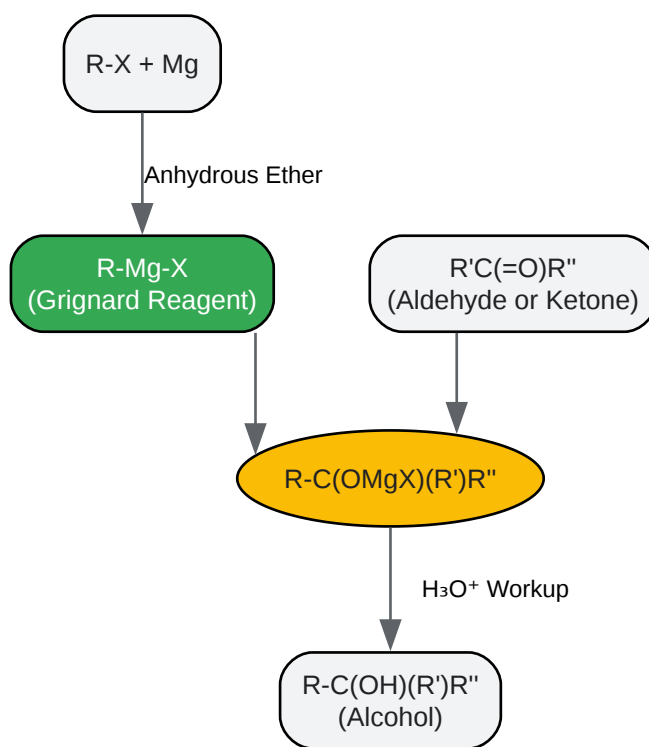 R-X + Mg
Anhydrous Ether
R-Mg-X
(Grignard Reagent)
R'C(=O)R"
(Aldehyde or Ketone)
R-C(OMgX)(R')R"
H₃O⁺ Workup
R-C(OH)(R')R"
(Alcohol)